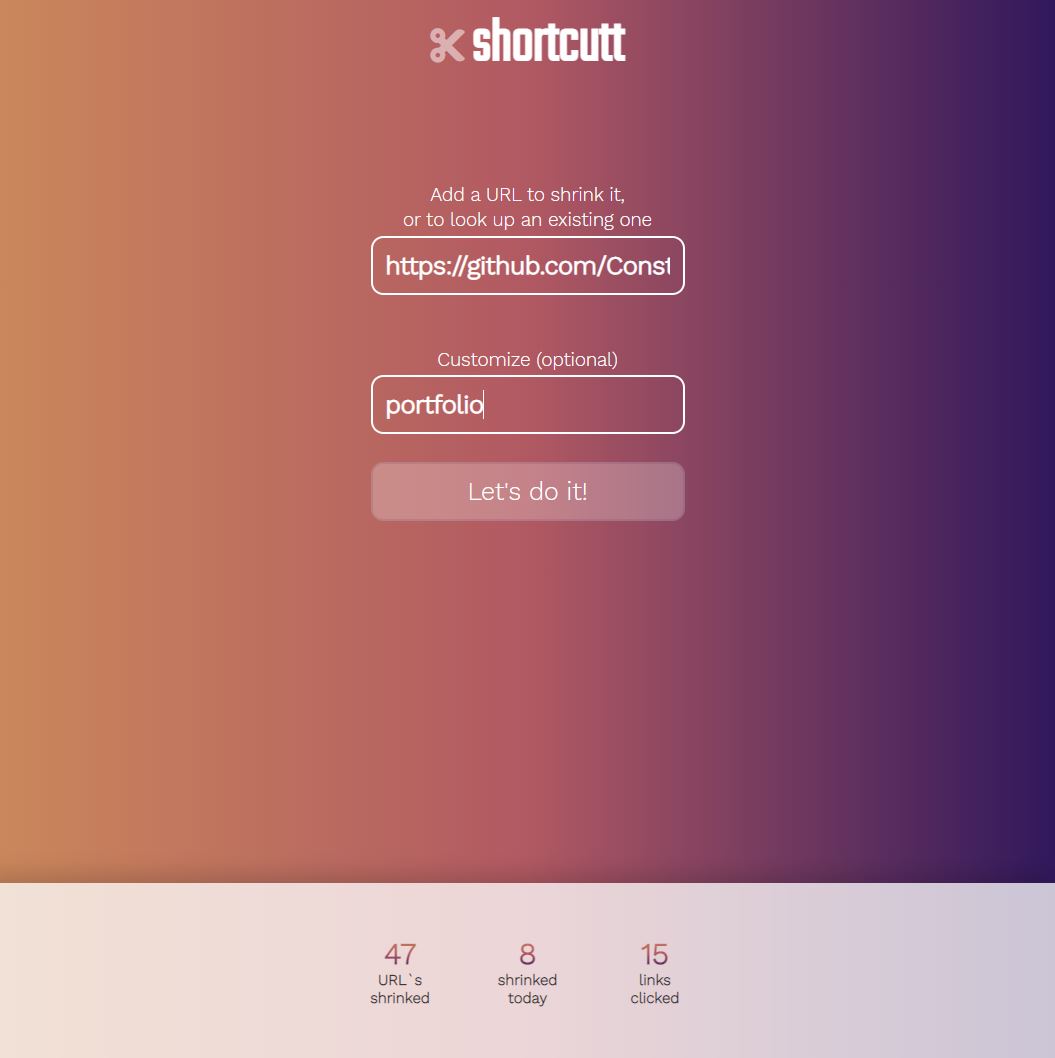 shortcutt
Add a URL to shrink it,
or to look up an existing one
https://github.com/Const
Customize (optional)
portfolio
Let's do it!
47
URL`s
shrinked
8
shrinked
today
15
links
clicked